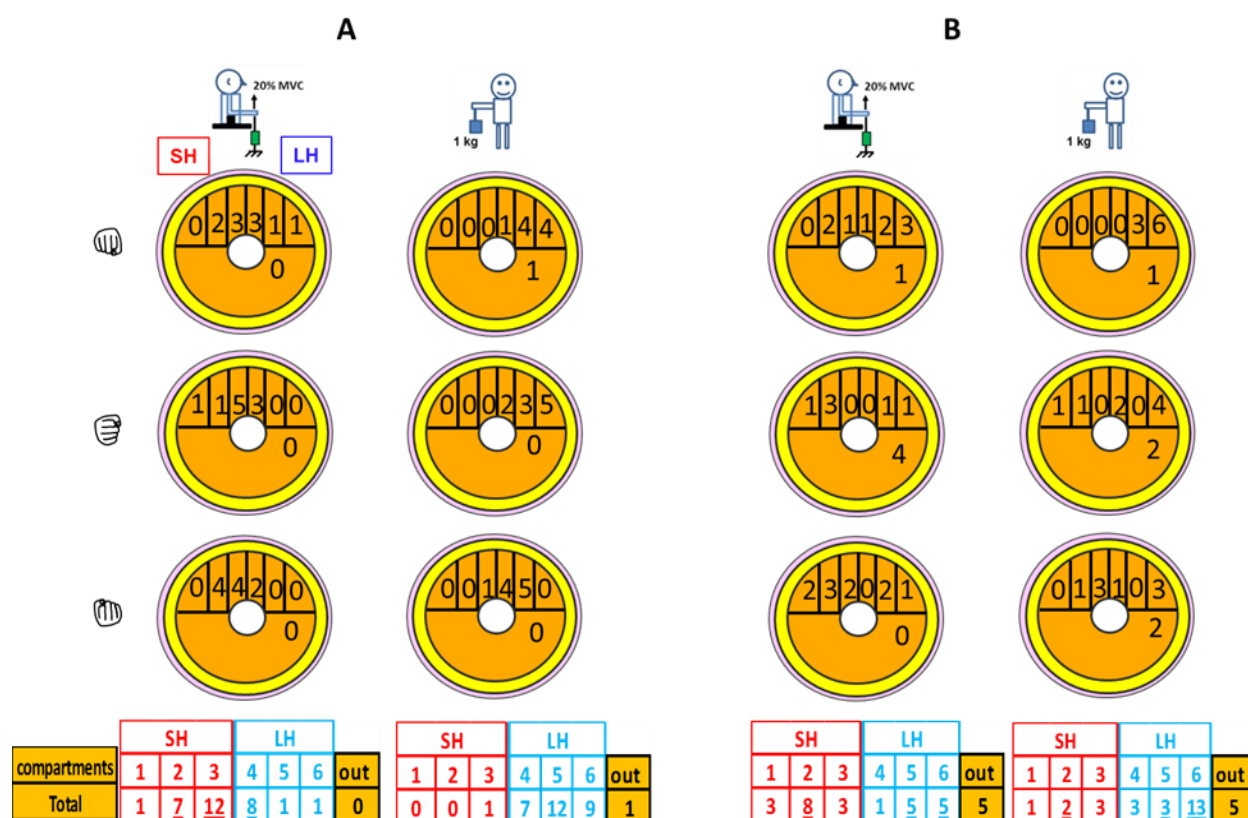 A B
20% MVC 20% MVC
1 kg 1 kg
SH LH
0 2 3 3 1 1 0 0 0 1 4 4 0 2 1 1 2 3 0 0 0 0 3 6
0 1 1 1
1 1 5 3 0 0 0 0 0 2 3 5 1 3 0 0 1 1 1 1 0 2 0 4
0 0 4 2
0 4 4 2 0 0 0 0 1 4 5 0 2 3 2 0 2 1 0 1 3 1 0 3
0 0 0 2
SH LH SH LH SH LH SH LH
compartments 1 2 3 4 5 6 out 1 2 3 4 5 6 out 1 2 3 4 5 6 out 1 2 3 4 5 6 out
Total 1 7 12 8 1 1 0 0 0 1 7 12 9 1 3 8 3 1 5 5 5 1 2 3 3 3 13 5